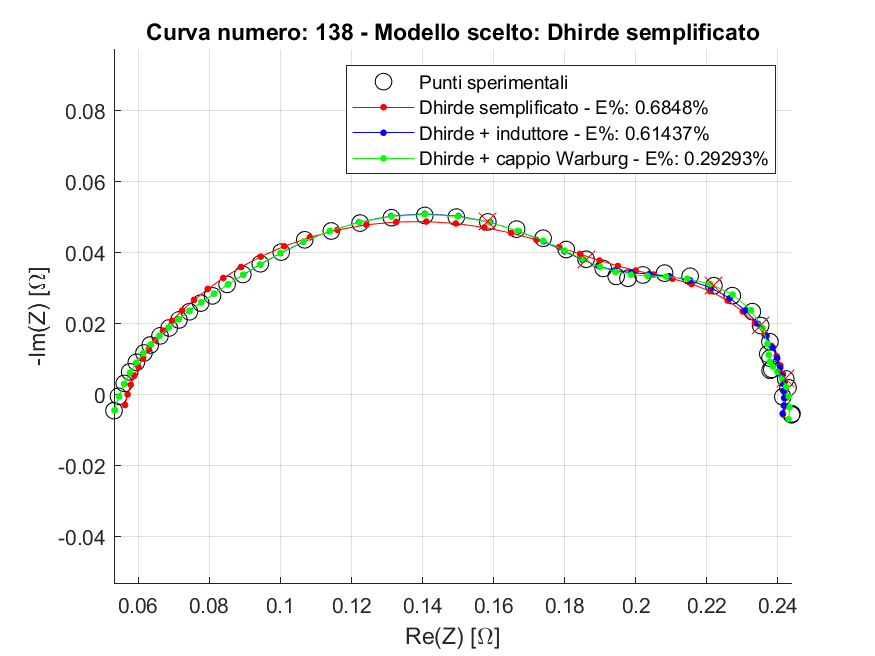 Curva numero: 138 - Modello scelto: Dhirde semplificato
Punti sperimentali
Dhirde semplificato - E%: 0.6848%
Dhirde + induttore - E%: 0.61437%
Dhirde + cappio Warburg - E%: 0.29293%
-Im(Z) [Ω]
0.08
0.06
0.04
0.02
0
-0.02
-0.04
0.06 0.08 0.1 0.12 0.14 0.16 0.18 0.2 0.22 0.24
Re(Z) [Ω]